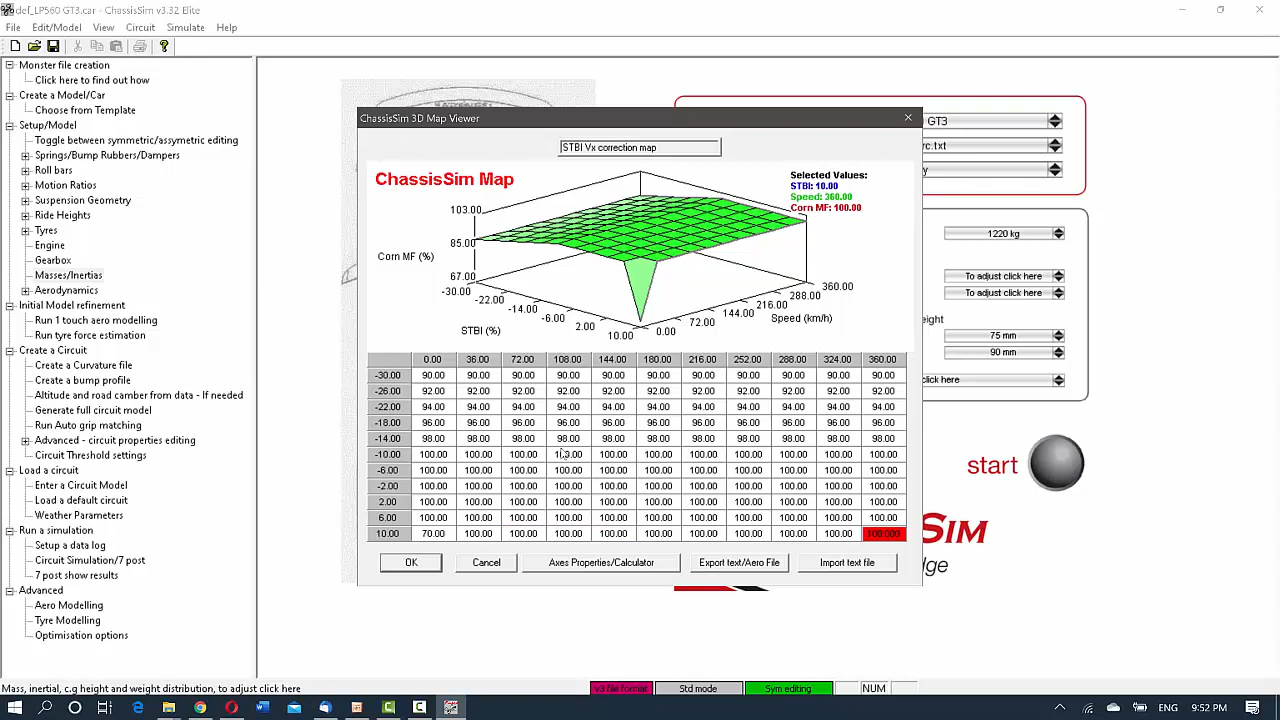 def_LP560 GT3.car - ChassisSim v3.32 Elite
File Edit/Model View Circuit Simulate Help
Monster file creation
Click here to find out how
Create a Model/Car
Choose from Template
Setup/Model
Toggle between symmetric/assymetric editing
Springs/Bump Rubbers/Dampers
Roll bars
Motion Ratios
Suspension Geometry
Ride Heights
Tyres
Engine
Gearbox
Masses/Inertias
Aerodynamics
Initial Model refinement
Run 1 touch aero modelling
Run tyre force estimation
Create a Circuit
Create a Curvature file
Create a bump profile
Altitude and road camber from data - If needed
Generate full circuit model
Run Auto grip matching
Advanced - circuit properties editing
Circuit Threshold settings
Load a circuit
Enter a Circuit Model
Load a default circuit
Weather Parameters
Run a simulation
Setup a data log
Circuit Simulation/7 post
7 post show results
Advanced
Aero Modelling
Tyre Modelling
Optimisation options
ChassisSim 3D Map Viewer
STBI Vx correction map
ChassisSim Map
Selected Values:
STBI: 10.00
Speed: 360.00
Corn MF: 100.00
103.00
85.00
67.00
Corn MF (%)
-30.00
-22.00
-14.00
-6.00
2.00
10.00
STBI (%)
0.00
72.00
144.00
216.00
288.00
360.00
Speed (km/h)
0.00 36.00 72.00 108.00 144.00 180.00 216.00 252.00 288.00 324.00 360.00
-30.00 90.00 90.00 90.00 90.00 90.00 90.00 90.00 90.00 90.00 90.00 90.00
-26.00 92.00 92.00 92.00 92.00 92.00 92.00 92.00 92.00 92.00 92.00 92.00
-22.00 94.00 94.00 94.00 94.00 94.00 94.00 94.00 94.00 94.00 94.00 94.00
-18.00 96.00 96.00 96.00 96.00 96.00 96.00 96.00 96.00 96.00 96.00 96.00
-14.00 98.00 98.00 98.00 98.00 98.00 98.00 98.00 98.00 98.00 98.00 98.00
-10.00 100.00 100.00 100.00 100.00 100.00 100.00 100.00 100.00 100.00 100.00 100.00
-6.00 100.00 100.00 100.00 100.00 100.00 100.00 100.00 100.00 100.00 100.00 100.00
-2.00 100.00 100.00 100.00 100.00 100.00 100.00 100.00 100.00 100.00 100.00 100.00
2.00 100.00 100.00 100.00 100.00 100.00 100.00 100.00 100.00 100.00 100.00 100.00
6.00 100.00 100.00 100.00 100.00 100.00 100.00 100.00 100.00 100.00 100.00 100.00
10.00 70.00 100.00 100.00 100.00 100.00 100.00 100.00 100.00 100.00 100.00 100.000
OK Cancel Axes Properties/Calculator Export text/Aero File Import text file
GT3
rc.txt
y
1220 kg
To adjust click here
To adjust click here
eight
75 mm
90 mm
click here
start
Sim
dge
Mass, inertial, c.g height and weight distribution, to adjust click here
v3 file format Std mode Sym editing NUM
ENG 9:52 PM